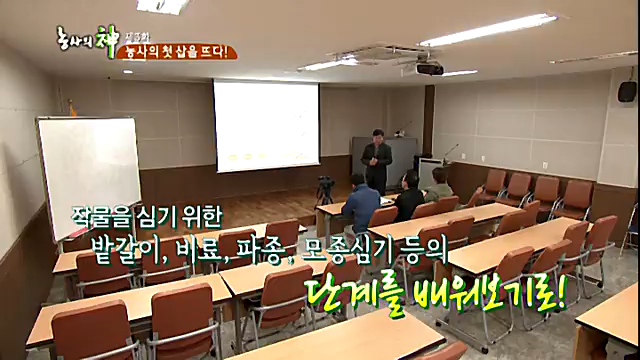 농사의 神
농사의 첫 삽을 뜨다!
작물을 심기 위한
밭갈이, 비료, 파종, 모종심기 등의
단계를 배워보기로!